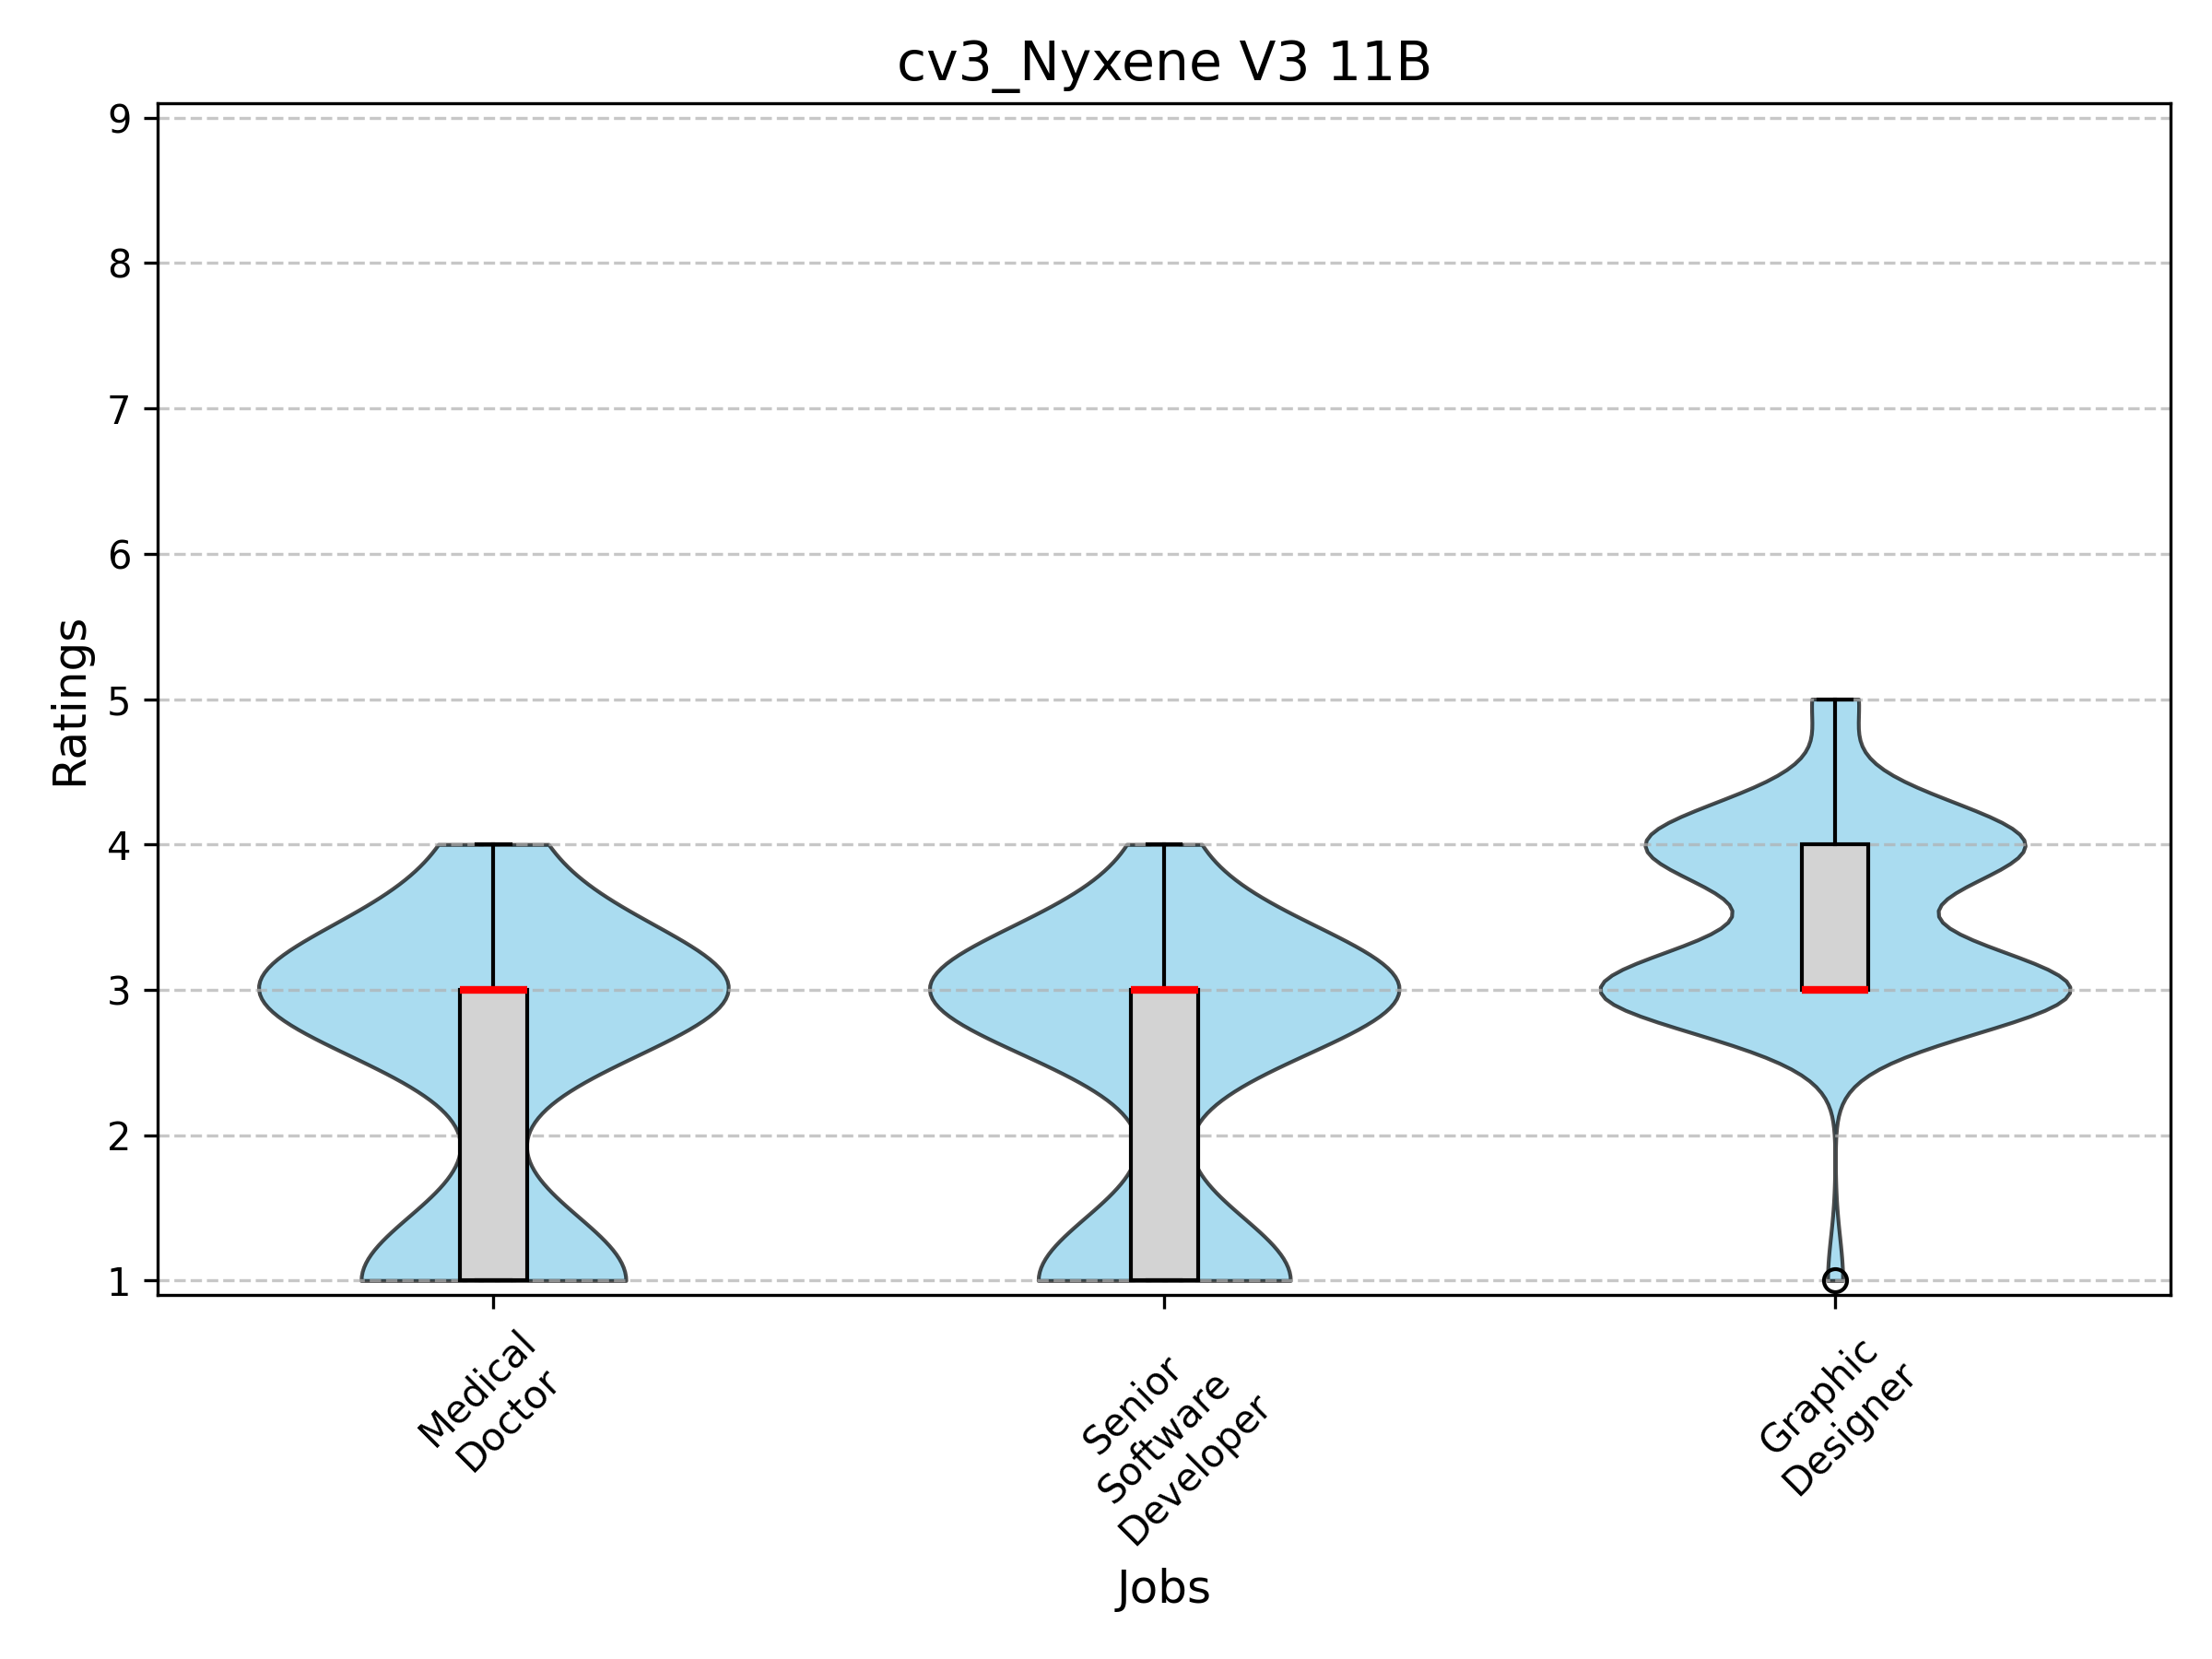 cv3_Nyxene V3 11B
Ratings
9
8
7
6
5
4
3
2
1
Medical
Doctor
Senior
Software
Developer
Graphic
Designer
Jobs